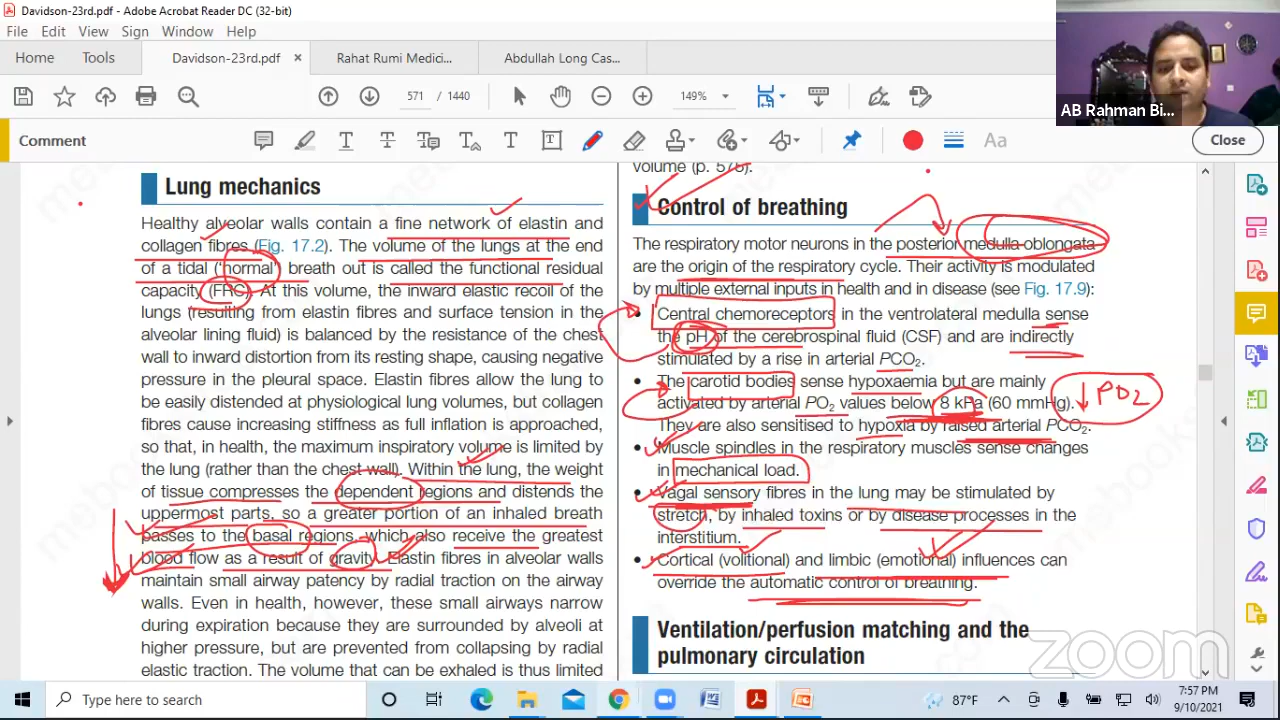 Davidson-23rd.pdf - Adobe Acrobat Reader DC (32-bit)
File Edit View Sign Window Help
Home Tools Davidson-23rd.pdf × Rahat Rumi Medici... Abdullah Long Cas...
571 / 1440 149%
Comment Close
AB Rahman Bi...
Lung mechanics
Healthy alveolar walls contain a fine network of elastin and
collagen fibres (Fig. 17.2). The volume of the lungs at the end
of a tidal (‘normal’) breath out is called the functional residual
capacity (FRC). At this volume, the inward elastic recoil of the
lungs (resulting from elastin fibres and surface tension in the
alveolar lining fluid) is balanced by the resistance of the chest
wall to inward distortion from its resting shape, causing negative
pressure in the pleural space. Elastin fibres allow the lung to
be easily distended at physiological lung volumes, but collagen
fibres cause increasing stiffness as full inflation is approached,
so that, in health, the maximum inspiratory volume is limited by
the lung (rather than the chest wall). Within the lung, the weight
of tissue compresses the dependent regions and distends the
uppermost parts, so a greater portion of an inhaled breath
passes to the basal regions, which also receive the greatest
blood flow as a result of gravity. Elastin fibres in alveolar walls
maintain small airway patency by radial traction on the airway
walls. Even in health, however, these small airways narrow
during expiration because they are surrounded by alveoli at
higher pressure, but are prevented from collapsing by radial
elastic traction. The volume that can be exhaled is thus limited
volume (p. 575).
Control of breathing
The respiratory motor neurons in the posterior medulla oblongata
are the origin of the respiratory cycle. Their activity is modulated
by multiple external inputs in health and in disease (see Fig. 17.9):
• Central chemoreceptors in the ventrolateral medulla sense
the pH of the cerebrospinal fluid (CSF) and are indirectly
stimulated by a rise in arterial PCO2.
• The carotid bodies sense hypoxaemia but are mainly
activated by arterial PO2 values below 8 kPa (60 mmHg).
They are also sensitised to hypoxia by raised arterial PCO2.
↓ PO2
• Muscle spindles in the respiratory muscles sense changes
in mechanical load.
• Vagal sensory fibres in the lung may be stimulated by
stretch, by inhaled toxins or by disease processes in the
interstitium.
• Cortical (volitional) and limbic (emotional) influences can
override the automatic control of breathing.
Ventilation/perfusion matching and the
pulmonary circulation
zoom
Type here to search
87°F
7:57 PM
9/10/2021